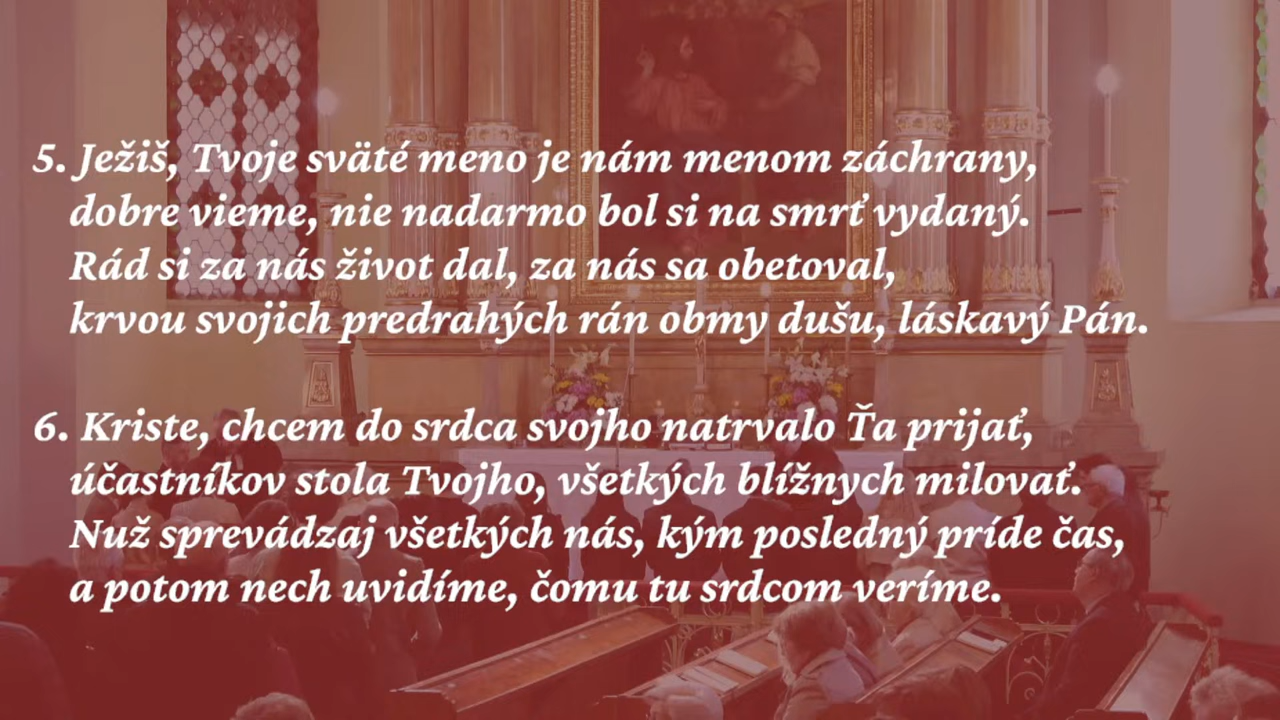 5. Ježiš, Tvoje sväté meno je nám menom záchrany,
dobre vieme, nie nadarmo bol si na smrť vydaný.
Rád si za nás život dal, za nás sa obetoval,
krvou svojich predrahých rán obmy dušu, láskavý Pán.
6. Kriste, chcem do srdca svojho natrvalo Ťa prijať,
účastníkov stola Tvojho, všetkých blížnych milovať.
Nuž sprevádzaj všetkých nás, kým posledný príde čas,
a potom nech uvidíme, čomu tu srdcom veríme.